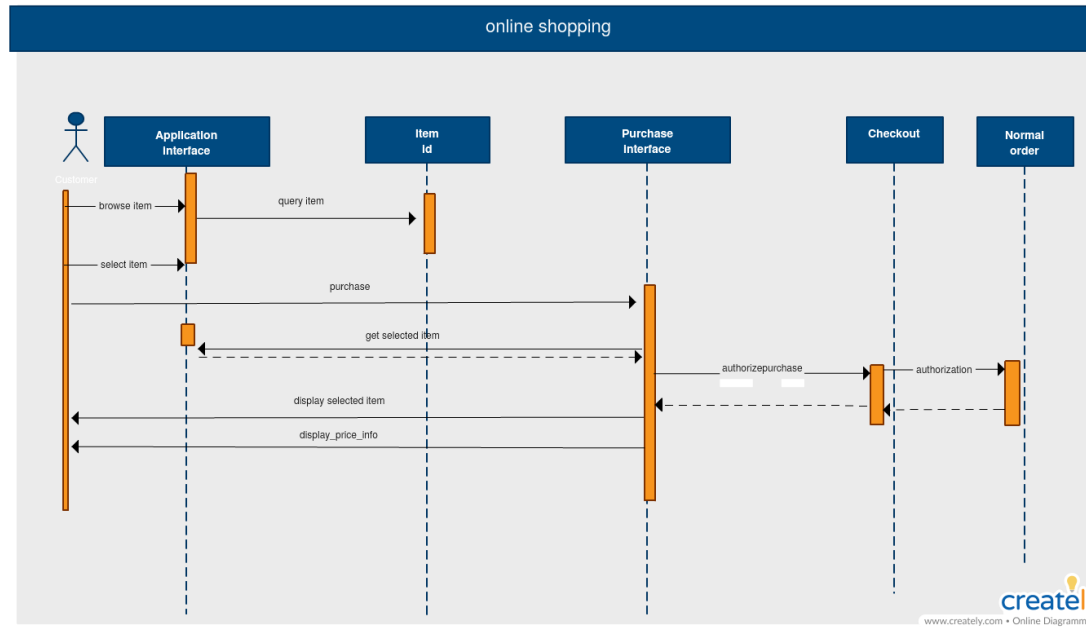 online shopping
Application
Interface
Item
Id
Purchase
Interface
Checkout
Normal
order
Customer
browse item
query item
select item
purchase
get selected item
authorizepurchase
authorization
display selected item
display_price_info
createl
www.creately.com • Online Diagramm